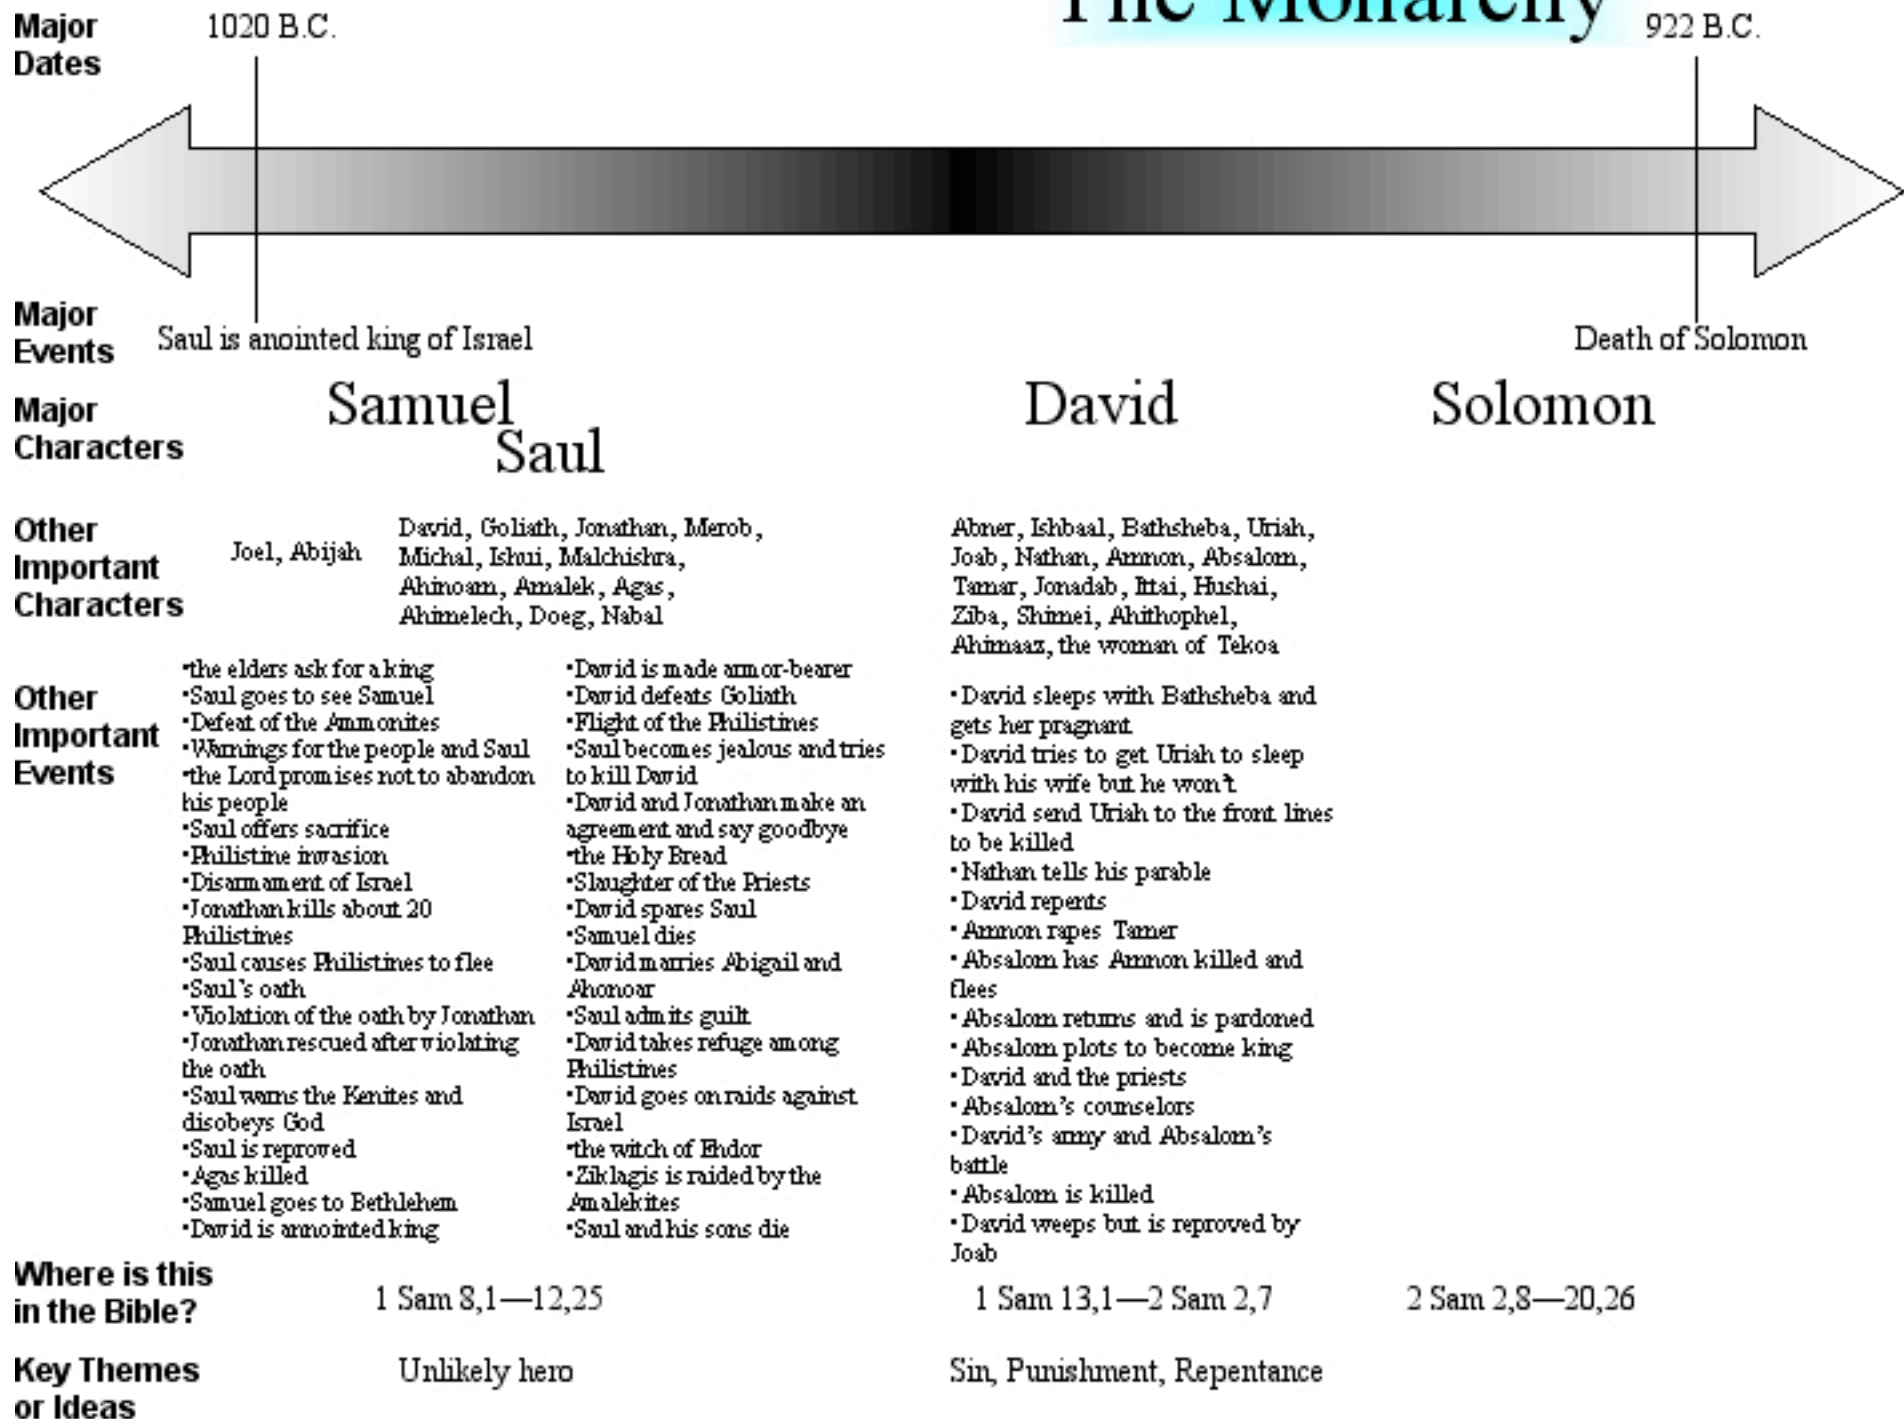 The Monarchy
Major
Dates
1020 B.C.
922 B.C.
Major
Events
Saul is anointed king of Israel
Death of Solomon
Major
Characters
Samuel
Saul
David
Solomon
Other
Important
Characters
Joel, Abijah
David, Goliath, Jonathan, Merob,
Michal, Ishui, Malchishra,
Ahinoam, Amalek, Agas,
Ahimelech, Doeg, Nabal
Abner, Ishbaal, Bathsheba, Uriah,
Joab, Nathan, Amnon, Absalom,
Tamar, Jonadab, Ittai, Hushai,
Ziba, Shimei, Ahithophel,
Ahimaaz, the woman of Tekoa
Other
Important
Events
•the elders ask for a king
•Saul goes to see Samuel
•Defeat of the Ammonites
•Warnings for the people and Saul
•the Lord promises not to abandon
his people
•Saul offers sacrifice
•Philistine invasion
•Disarmament of Israel
•Jonathan kills about 20
Philistines
•Saul causes Philistines to flee
•Saul's oath
•Violation of the oath by Jonathan
•Jonathan rescued after violating
the oath
•Saul warns the Kenites and
disobeys God
•Saul is reproved
•Agas killed
•Samuel goes to Bethlehem
•David is annointed king
•David is made armor-bearer
•David defeats Goliath
•Flight of the Philistines
•Saul becomes jealous and tries
to kill David
•David and Jonathan make an
agreement and say goodbye
•the Holy Bread
•Slaughter of the Priests
•David spares Saul
•Samuel dies
•David marries Abigail and
Ahonoar
•Saul admits guilt
•David takes refuge among
Philistines
•David goes on raids against
Israel
•the witch of Endor
•Ziklagis is raided by the
Amalekites
•Saul and his sons die
•David sleeps with Bathsheba and
gets her pragnant
•David tries to get Uriah to sleep
with his wife but he won't
•David send Uriah to the front lines
to be killed
•Nathan tells his parable
•David repents
•Amnon rapes Tamer
•Absalom has Amnon killed and
flees
•Absalom returns and is pardoned
•Absalom plots to become king
•David and the priests
•Absalom's counselors
•David's army and Absalom's
battle
•Absalom is killed
•David weeps but is reproved by
Joab
Where is this
in the Bible?
1 Sam 8,1—12,25
1 Sam 13,1—2 Sam 2,7
2 Sam 2,8—20,26
Key Themes
or Ideas
Unlikely hero
Sin, Punishment, Repentance